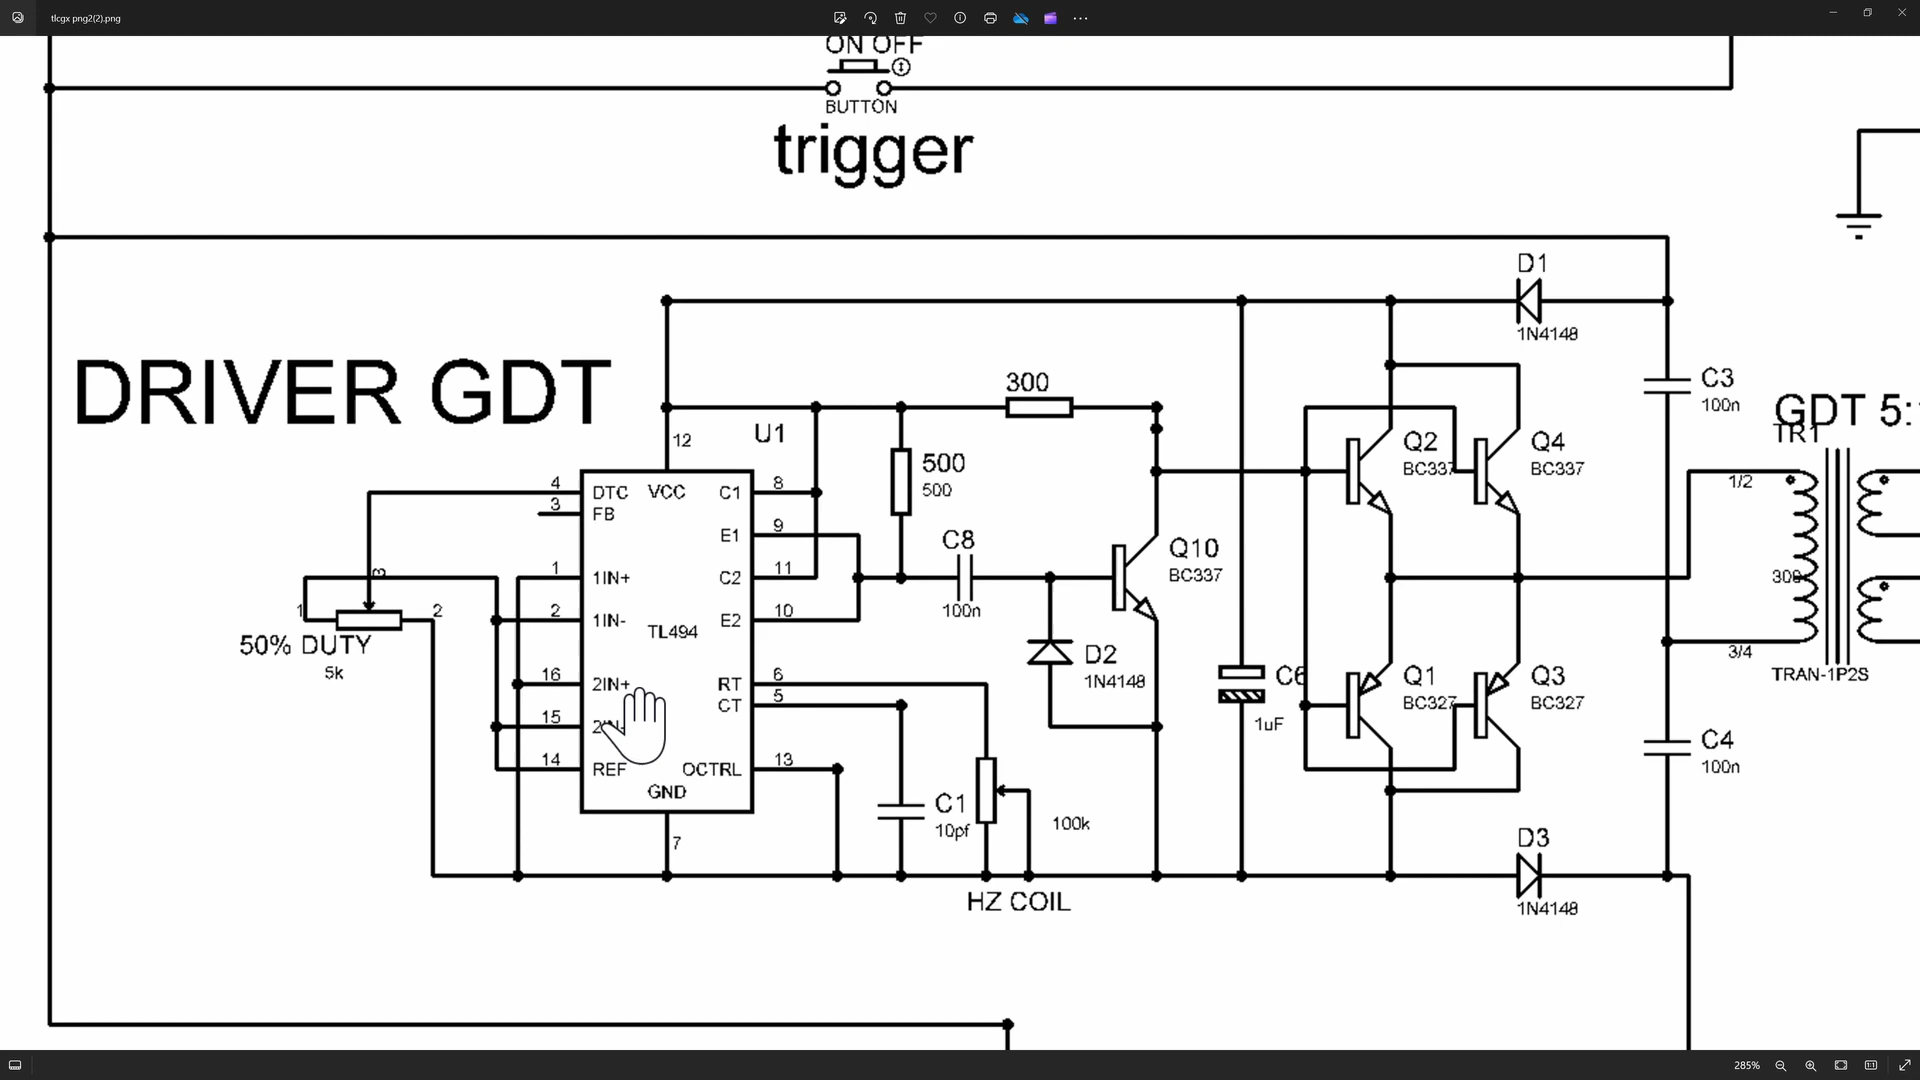 tlcgx png2(2).png
ON OFF
BUTTON
trigger
D1
1N4148
DRIVER GDT
300
C3
100n
GDT 5:
TR1
12
U1
500
500
Q2
BC337
Q4
BC337
1/2
4
DTC
VCC
C1
8
3
FB
E1
9
C8
100n
Q10
BC337
1
1IN+
C2
11
3
1
2
50% DUTY
5k
2
1IN-
E2
10
TL494
D2
1N4148
3/4
TRAN-1P2S
16
2IN+
RT
6
CT
5
C6
1uF
Q1
BC327
Q3
BC327
15
14
REF
OCTRL
13
GND
7
C1
10pf
100k
C4
100n
D3
1N4148
HZ COIL
285%